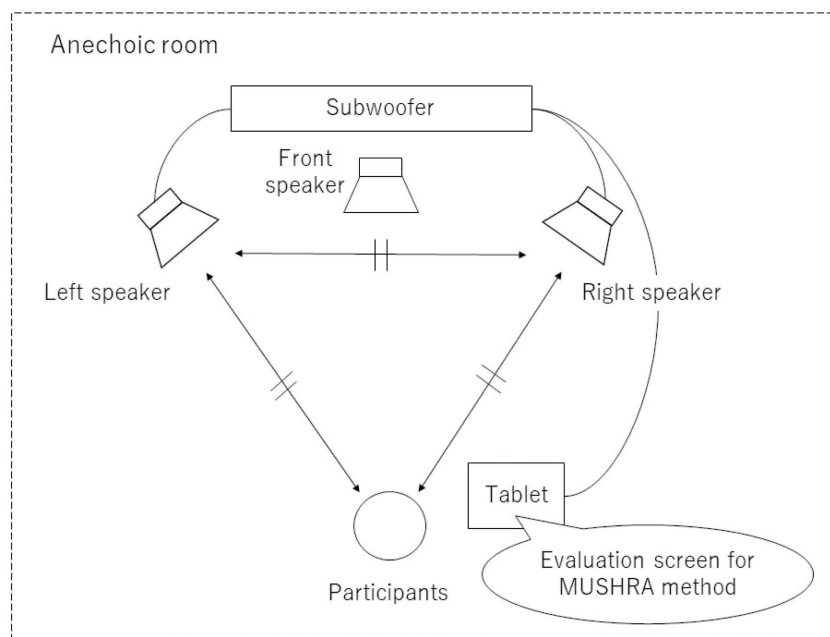 Anechoic room
Subwoofer
Front
speaker
Left speaker
Right speaker
Tablet
Evaluation screen for
MUSHRA method
Participants